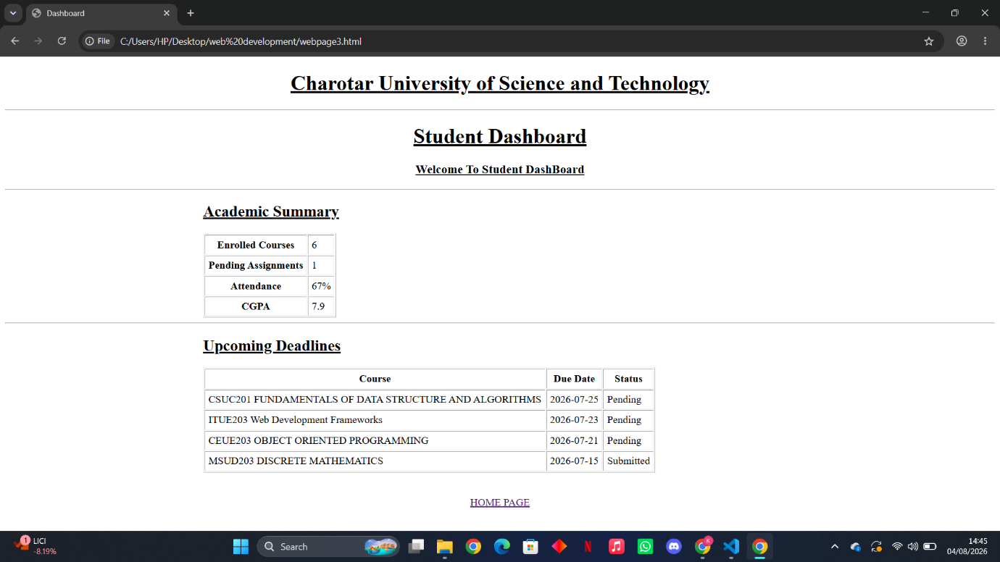 Dashboard
File C:/Users/HP/Desktop/web%20development/webpage3.html
Charotar University of Science and Technology
Student Dashboard
Welcome To Student DashBoard
Academic Summary
Enrolled Courses 6
Pending Assignments 1
Attendance 67%
CGPA 7.9
Upcoming Deadlines
Course Due Date Status
CSUC201 FUNDAMENTALS OF DATA STRUCTURE AND ALGORITHMS 2026-07-25 Pending
ITUE203 Web Development Frameworks 2026-07-23 Pending
CEUE203 OBJECT ORIENTED PROGRAMMING 2026-07-21 Pending
MSUD203 DISCRETE MATHEMATICS 2026-07-15 Submitted
HOME PAGE
1 LICI
-8.19%
Search
K
14:45
04/08/2026